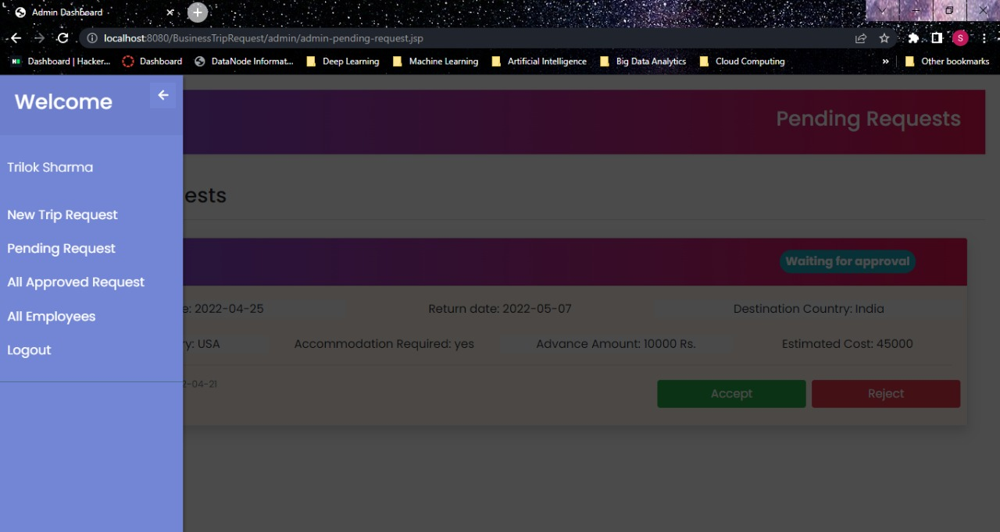 Admin Dashboard
localhost:8080/BusinessTripRequest/admin/admin-pending-request.jsp
S
Dashboard | Hacker... Dashboard DataNode Informat... Deep Learning Machine Learning Artificial Intelligence Big Data Analytics Cloud Computing » Other bookmarks
Welcome
Pending Requests
Trilok Sharma
ests
New Trip Request
Pending Request
Waiting for approval
All Approved Request
e: 2022-04-25 Return date: 2022-05-07 Destination Country: India
All Employees
y: USA Accommodation Required: yes Advance Amount: 10000 Rs. Estimated Cost: 45000
Logout
2-04-21
Accept Reject